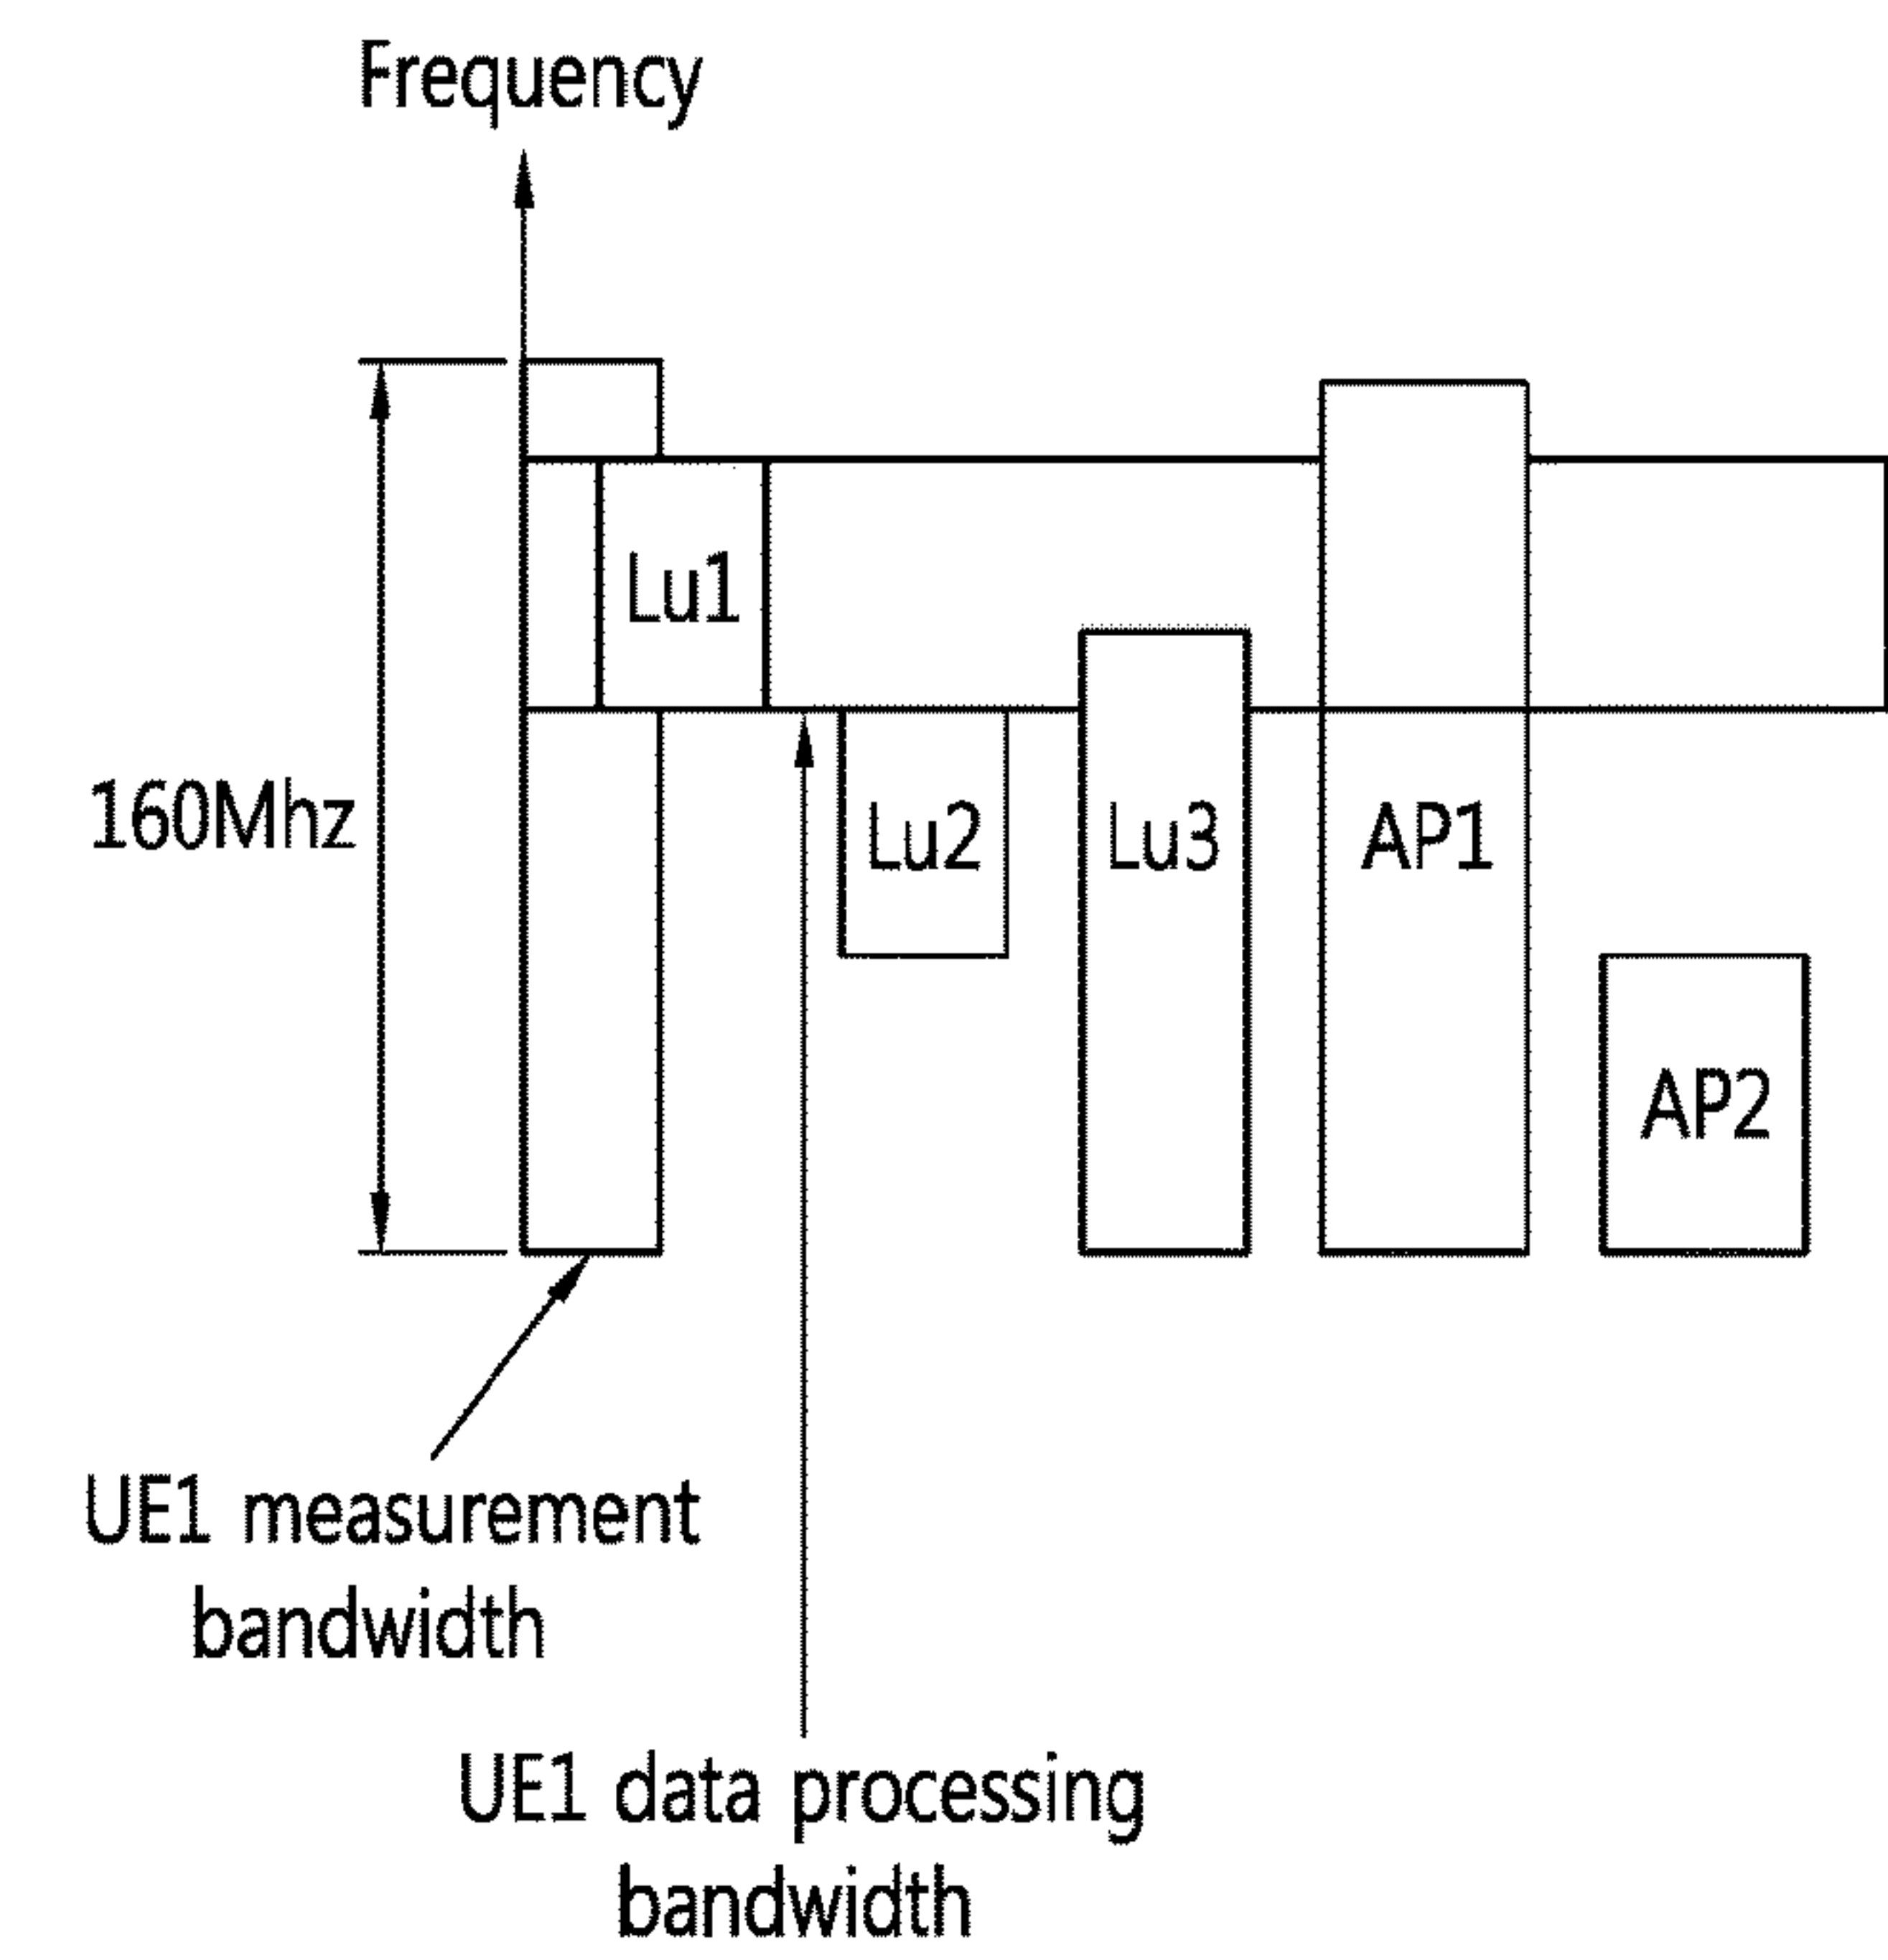 Frequency
Lu1
160Mhz
Lu2
Lu3
AP1
AP2
UE1 measurement
bandwidth
UE1 data processing
bandwidth